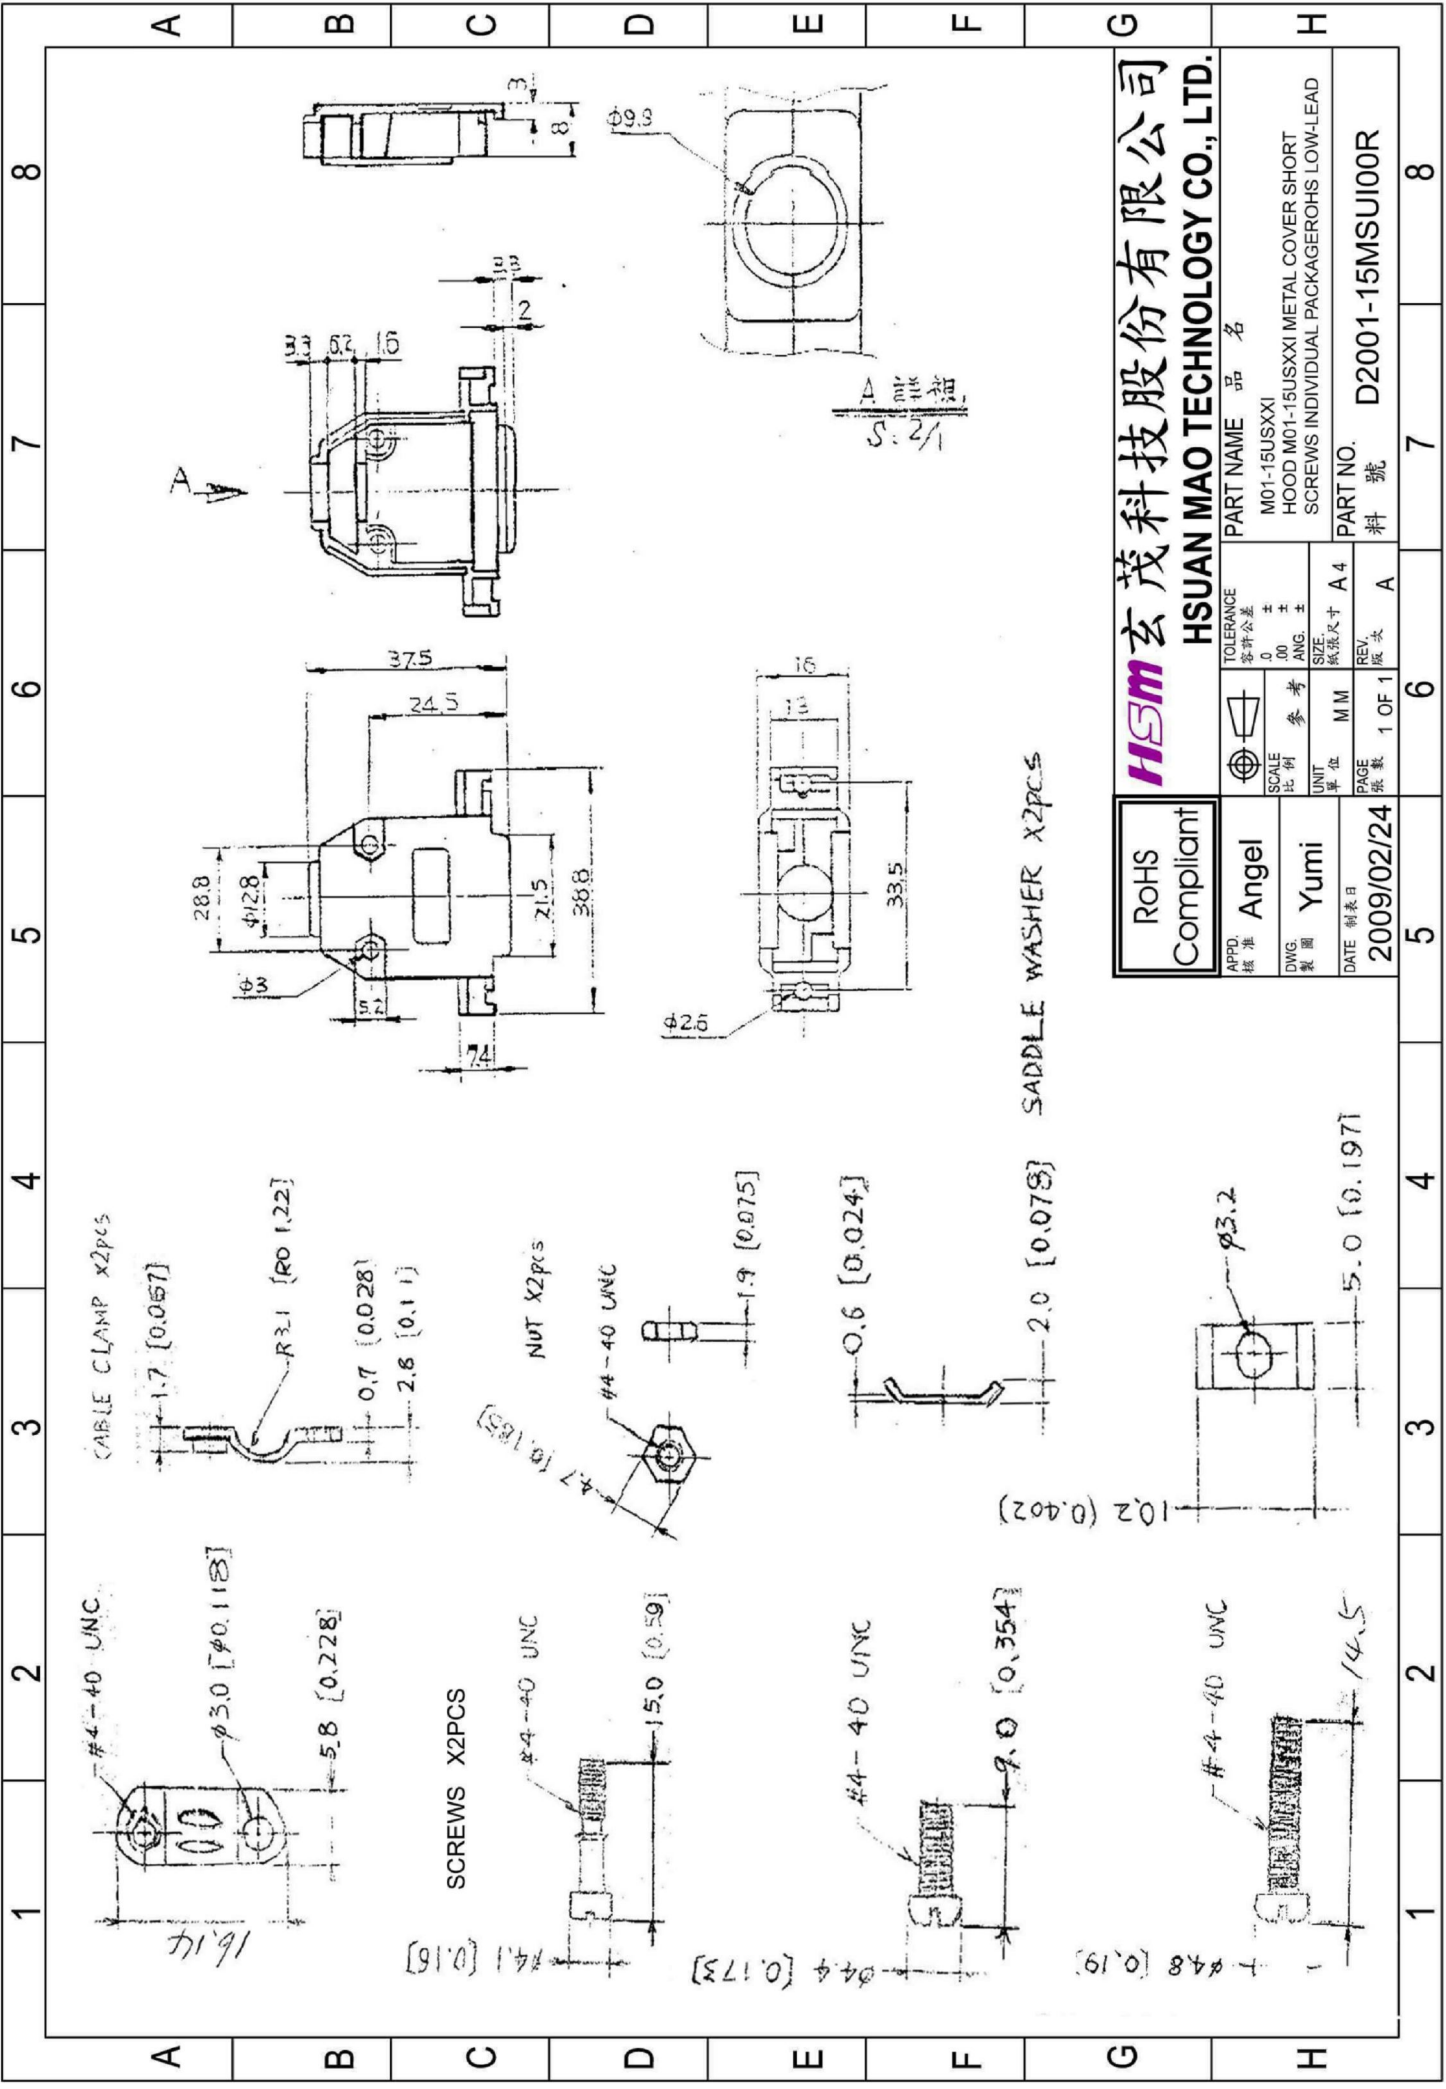 1 2 3 4 5 6 7 8
A
B
C
D
E
F
G
H
#4-40 UNC
φ3.0 [φ0.118]
5.8 [0.228]
16.14
CABLE CLAMP X2pcs
1.7 [0.067]
R3.1 [R0 1.22]
0.7 [0.028]
2.8 [0.11]
SCREWS X2PCS
#4-40 UNC
15.0 [0.59]
φ4.1 [0.16]
NUT X2pcs
#4-40 UNC
4.7 [0.185]
1.9 [0.075]
#4-40 UNC
9.0 [0.354]
φ4.4 [0.173]
0.6 [0.024]
2.0 [0.078]
SADDLE WASHER X2pcs
#4-40 UNC
14.5
φ4.8 [0.19]
10.2 (0.402)
φ3.2
5.0 [0.197]
28.8
φ12.8
φ3
5.2
7.4
21.5
38.8
37.5
24.5
φ2.6
33.5
13
16
A
3.3
6.2
1.6
3.3
2
3
8
φ9.9
A
S:1/2
RoHS
Compliant
APPD. 核准 Angel
DWG. 製圖 Yumi
DATE 制表日
2009/02/24
HSM 玄茂科技股份有限公司
HSUAN MAO TECHNOLOGY CO., LTD.
SCALE 比例 參考
UNIT 單位 MM
PAGE 張數 1 OF 1
TOLERANCE
容許公差
.0 ±
.00 ±
ANG. ±
SIZE. 紙張尺寸 A4
REV. 版次 A
PART NAME 品名
M01-15USXXI
HOOD M01-15USXXI METAL COVER SHORT
SCREWS INDIVIDUAL PACKAGEROHS LOW-LEAD
PART NO. 料號 D2001-15MSUI00R
1 2 3 4 5 6 7 8
A
B
C
D
E
F
G
H